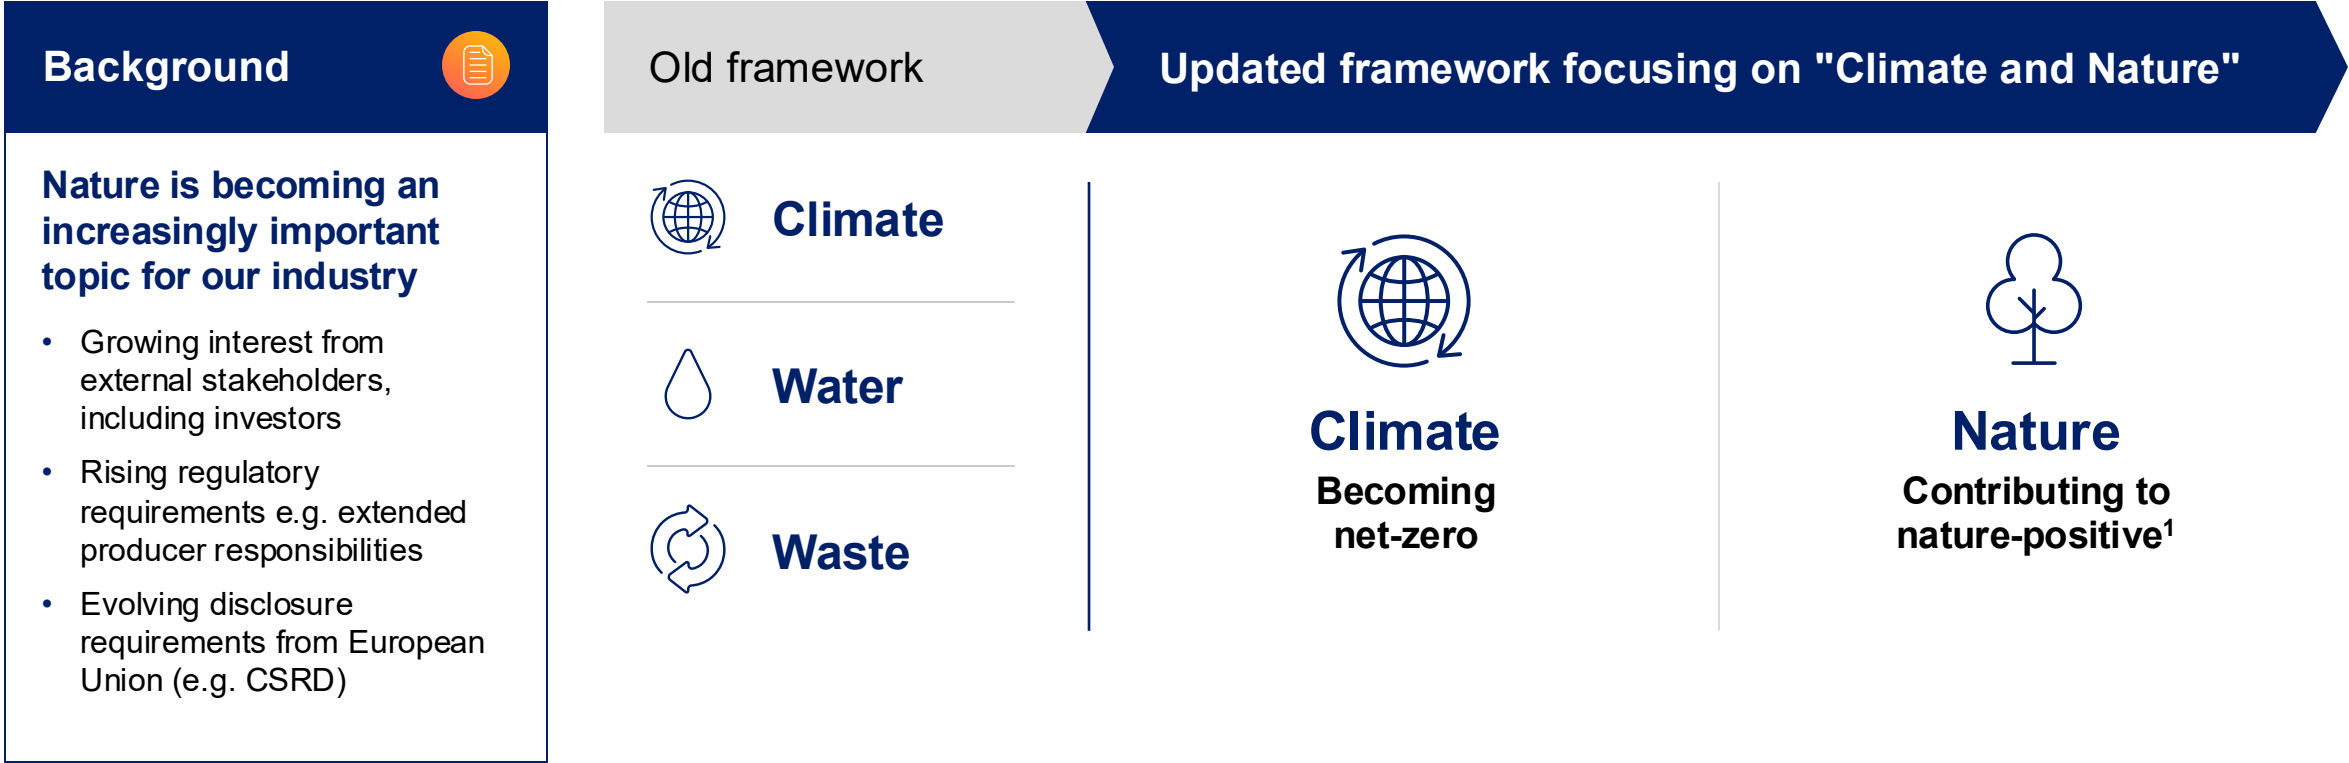 Background
Nature is becoming an
increasingly important
topic for our industry
• Growing interest from
external stakeholders,
including investors
• Rising regulatory
requirements e.g. extended
producer responsibilities
• Evolving disclosure
requirements from European
Union (e.g. CSRD)
Old framework
Climate
Water
Waste
Updated framework focusing on "Climate and Nature"
Climate
Becoming
net-zero
Nature
Contributing to
nature-positive¹